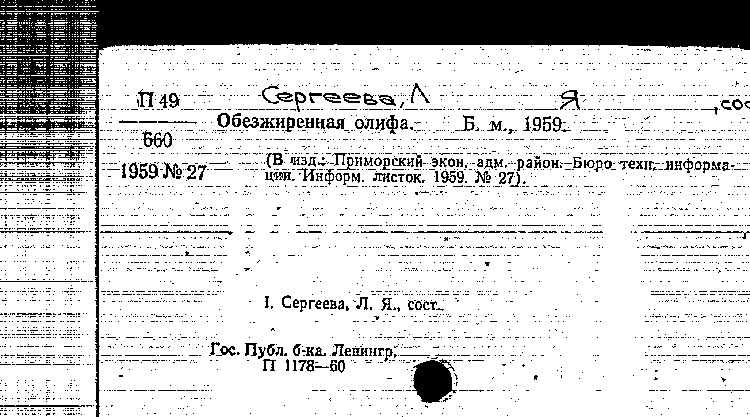 П 49
660
1959 № 27
Сергеева, Л Я , сос
Обезжиренная олифа. Б. м., 1959.
(В изд.: Приморский экон. адм. район. Бюро техн. информа-
ции. Информ. листок. 1959. № 27).
I. Сергеева, Л. Я., сост.
Гос. Публ. б-ка. Ленингр.
П 1178—60